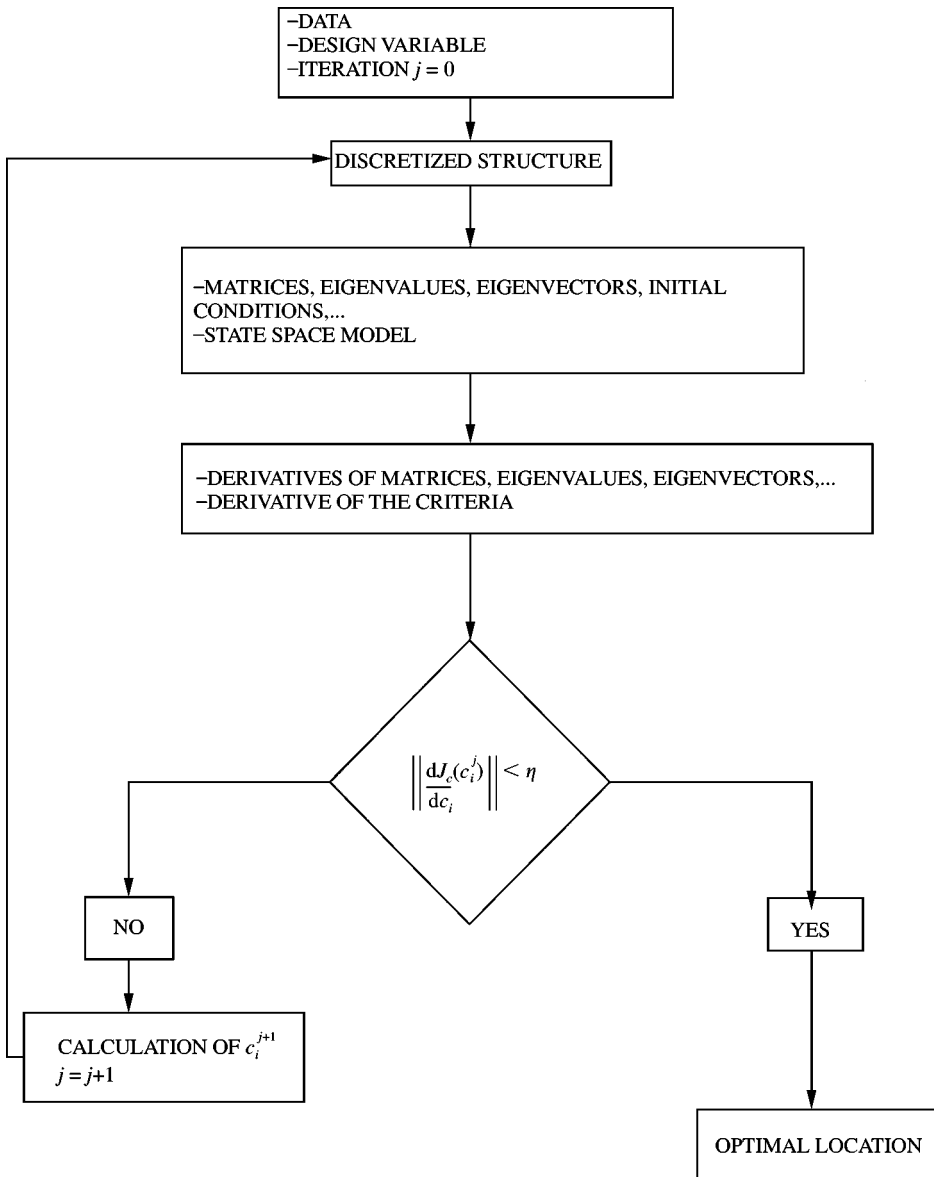 −DATA
−DESIGN VARIABLE
−ITERATION j = 0
DISCRETIZED STRUCTURE
−MATRICES, EIGENVALUES, EIGENVECTORS, INITIAL
CONDITIONS,...
−STATE SPACE MODEL
−DERIVATIVES OF MATRICES, EIGENVALUES, EIGENVECTORS,...
−DERIVATIVE OF THE CRITERIA
‖dJ_c(c_i^j)/dc_i‖ < η
NO
YES
CALCULATION OF c_i^{j+1}
j = j+1
OPTIMAL LOCATION